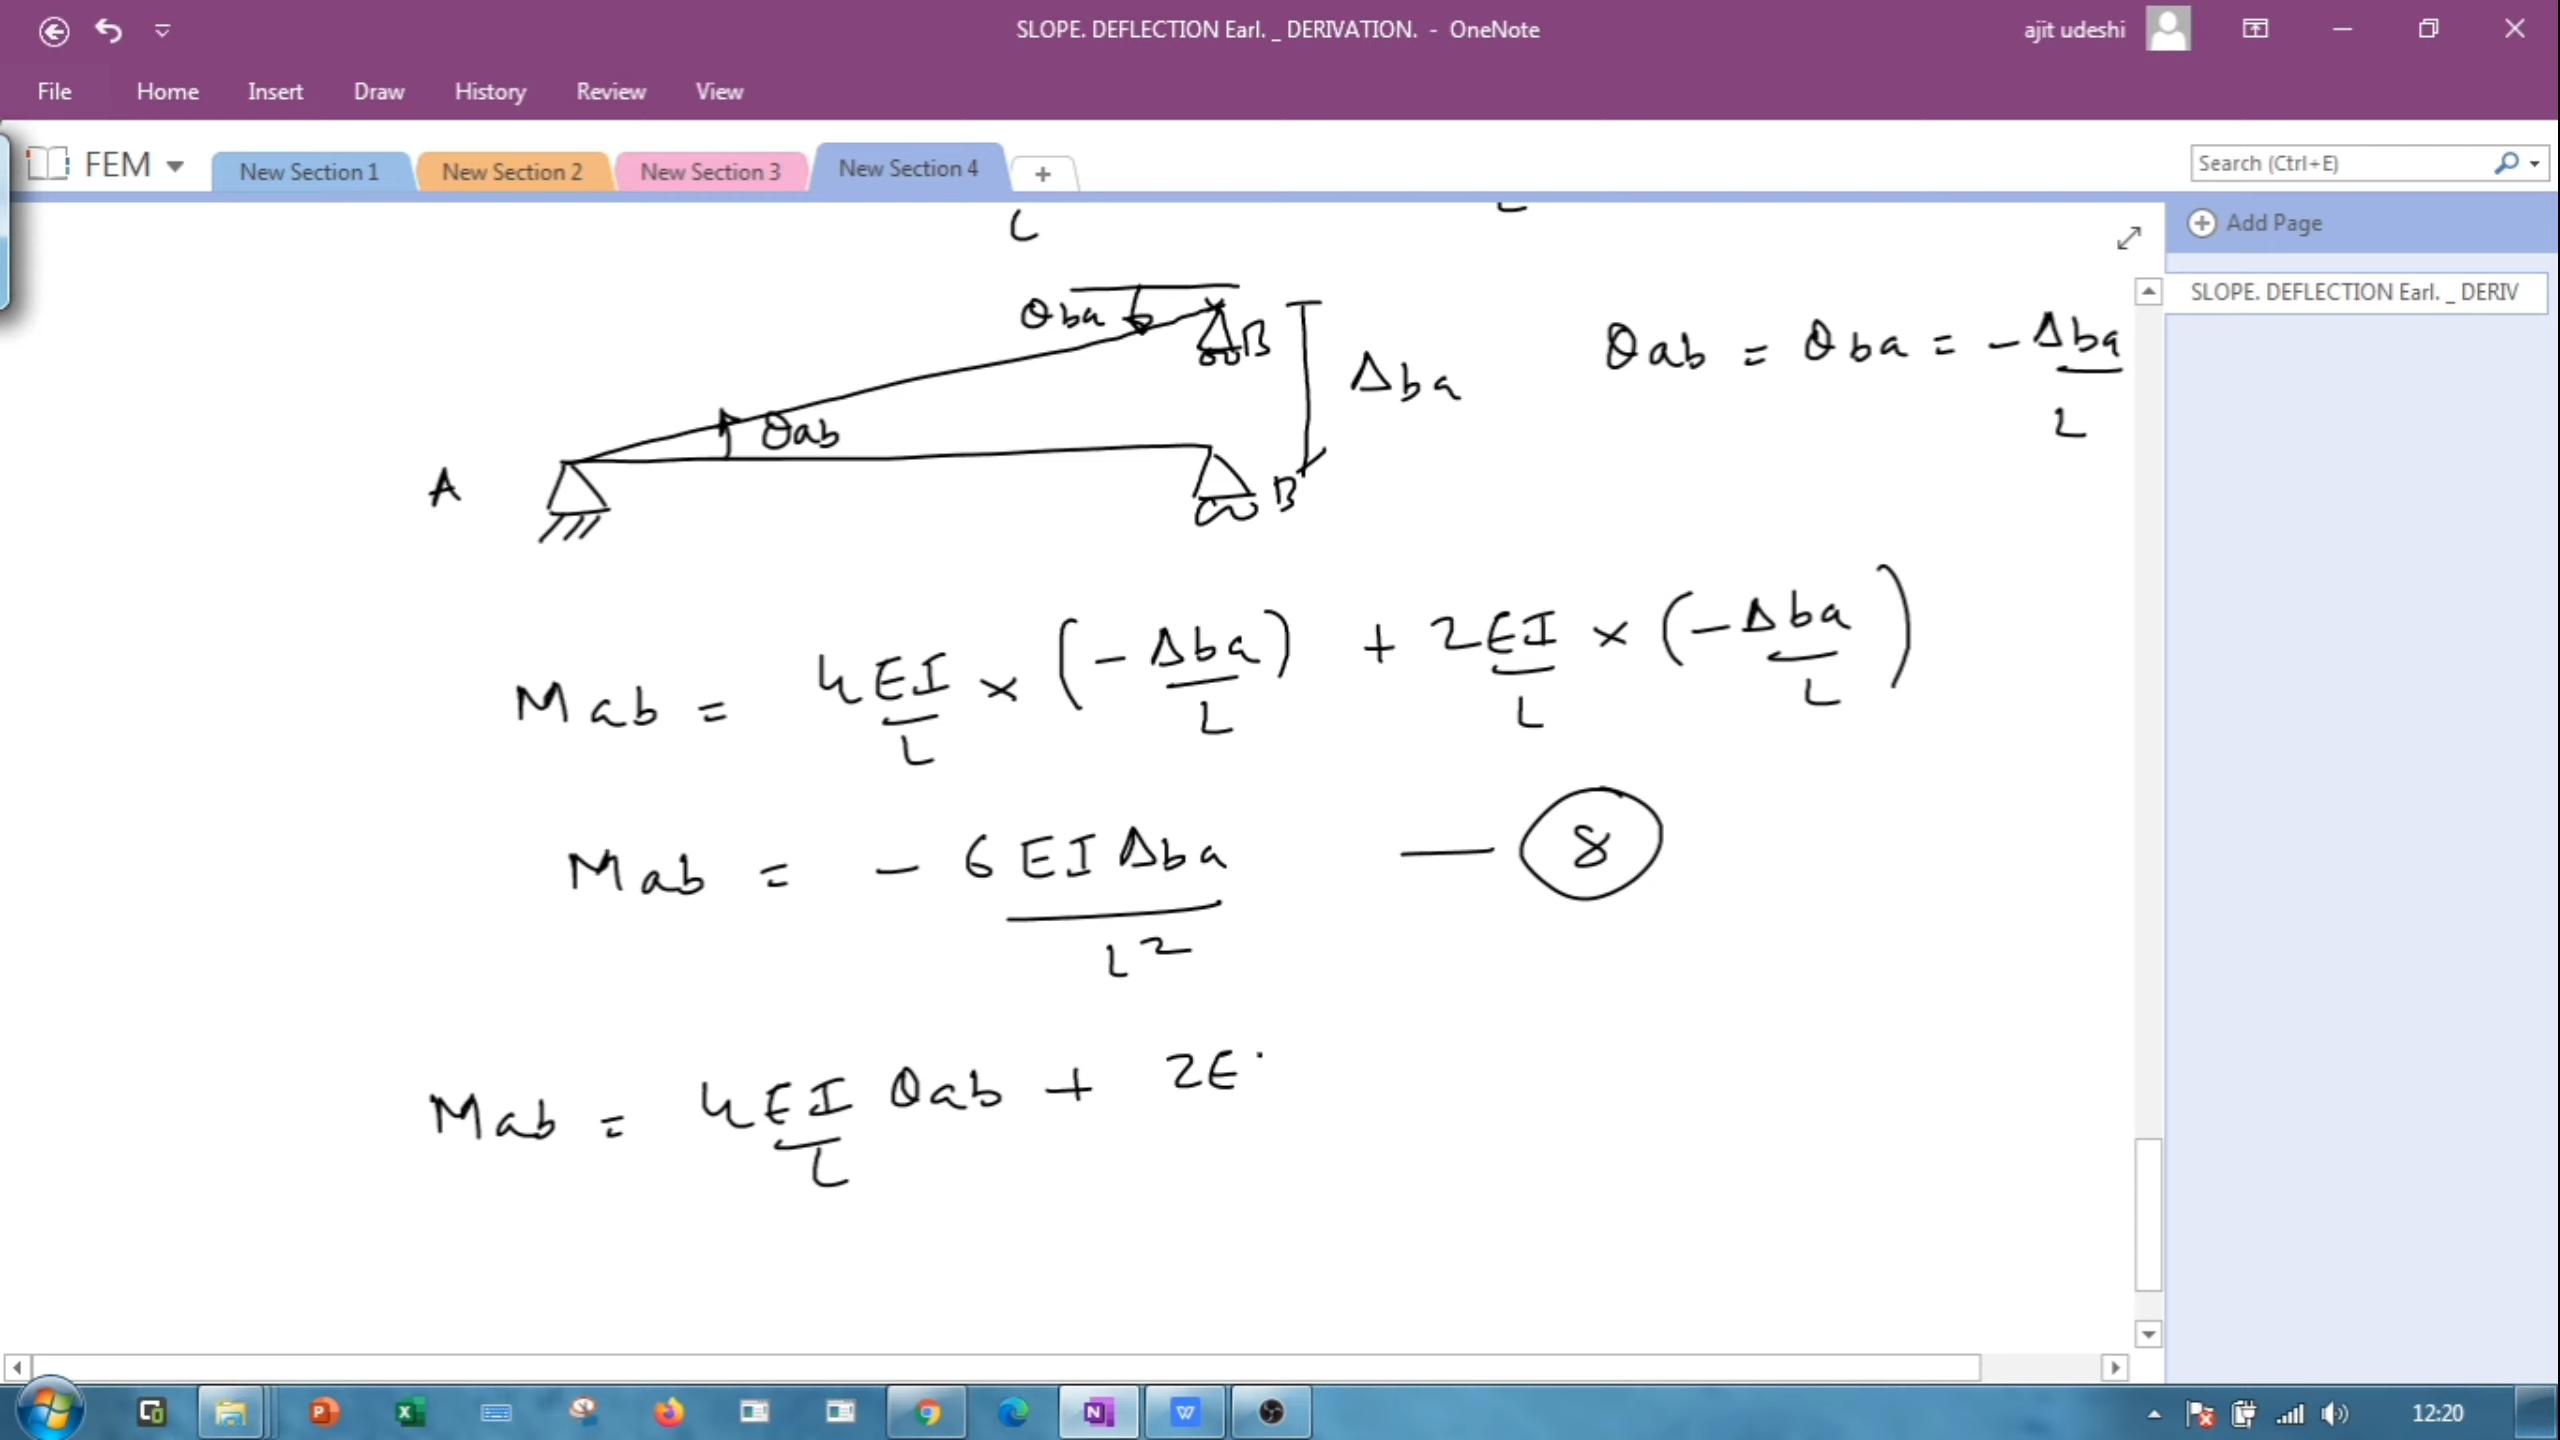 SLOPE. DEFLECTION Earl. _ DERIVATION. - OneNote
ajit udeshi
File Home Insert Draw History Review View
FEM New Section 1 New Section 2 New Section 3 New Section 4 +
Search (Ctrl+E)
Add Page
SLOPE. DEFLECTION Earl. _ DERIV
L
θba
B
Δba
θab = θba = - Δba/L
θab
A
B
Mab = 4EI/L × (- Δba/L) + 2EI/L × (- Δba/L)
Mab = - 6EIΔba/L² — 8
Mab = 4EI/L θab + 2E
12:20